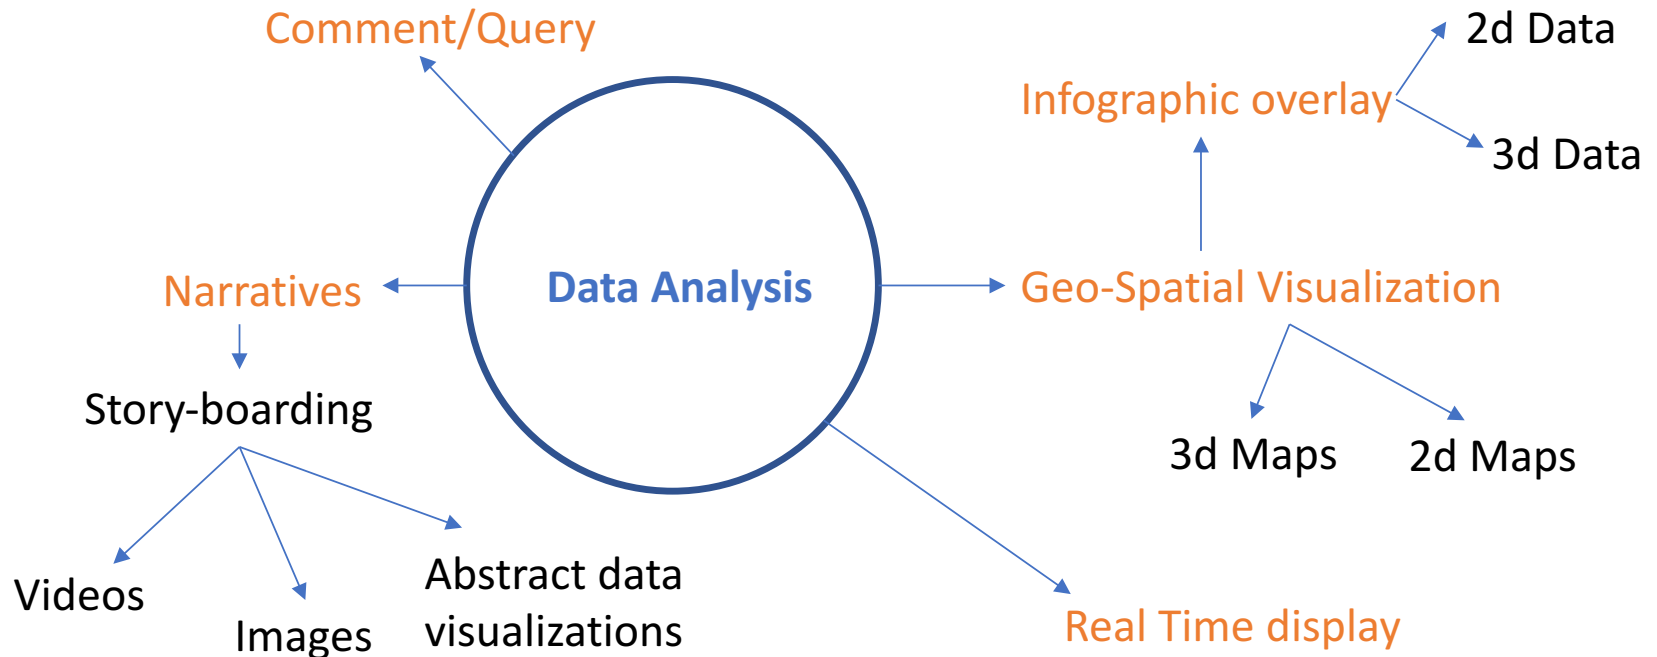 Comment/Query
2d Data
Infographic overlay
3d Data
Narratives
Data Analysis
Geo-Spatial Visualization
Story-boarding
3d Maps
2d Maps
Videos
Images
Abstract data
visualizations
Real Time display